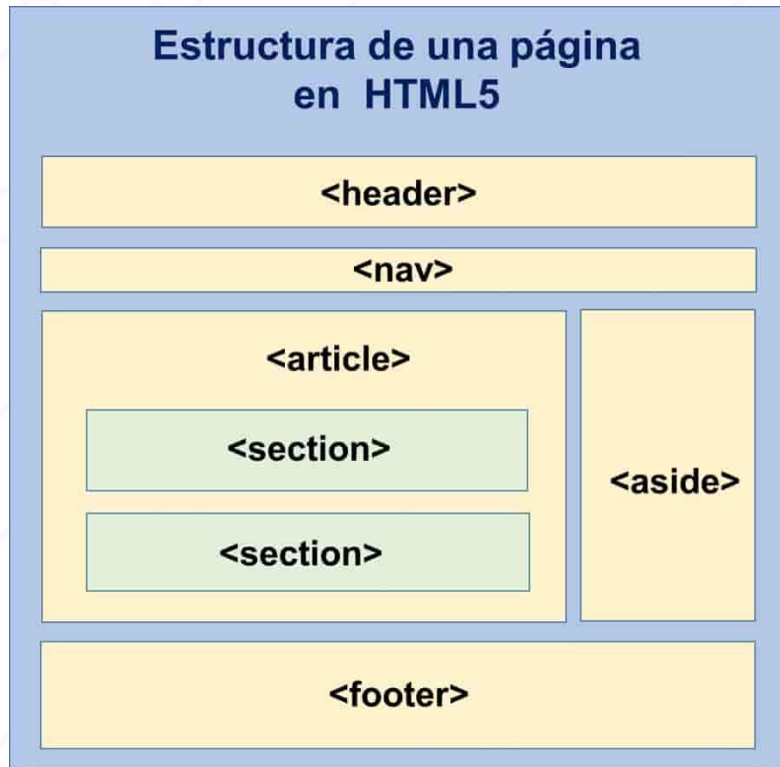 Estructura de una página
en HTML5
<header>
<nav>
<article>
<section>
<section>
<aside>
<footer>